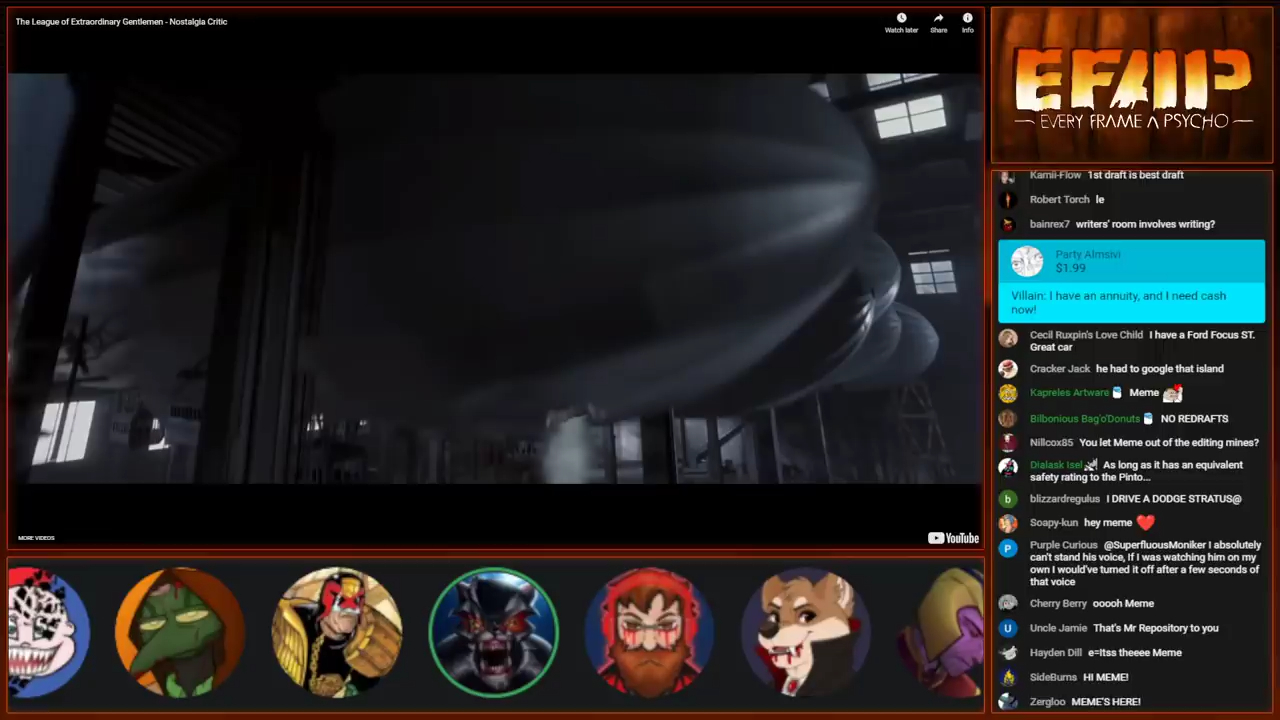 The League of Extraordinary Gentlemen - Nostalgia Critic
Watch later
Share
Info
MORE VIDEOS
YouTube
EFAP
EVERY FRAME A PSYCHO
Kamii-Flow 1st draft is best draft
Robert Torch le
bainrex7 writers' room involves writing?
Party Almsivi
$1.99
Villain: I have an annuity, and I need cash
now!
Cecil Ruxpin's Love Child I have a Ford Focus ST.
Great car
Cracker Jack he had to google that island
Kapreles Artware Meme
Bilbonious Bag'o'Donuts NO REDRAFTS
Nillcox85 You let Meme out of the editing mines?
Dialask Isel As long as it has an equivalent
safety rating to the Pinto...
b
blizzardregulus I DRIVE A DODGE STRATUS@
Soapy-kun hey meme
P
Purple Curious @SuperfluousMoniker I absolutely
can't stand his voice, If I was watching him on my
own I would've turned it off after a few seconds of
that voice
Cherry Berry ooooh Meme
U
Uncle Jamie That's Mr Repository to you
Hayden Dill e=Itss theeee Meme
SideBurns HI MEME!
Zergloo MEME'S HERE!